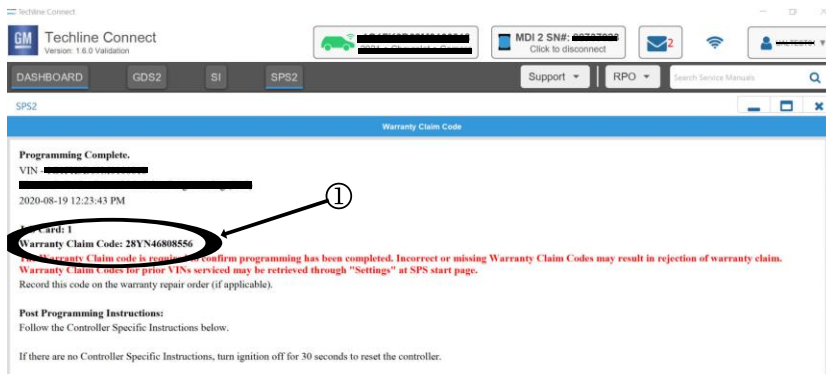 Techline Connect
GM
Techline Connect
Version: 1.6.0 Validation
MDI 2 SN#:
Click to disconnect
2
DASHBOARD
GDS2
SI
SPS2
Support
RPO
Search Service Manuals
SPS2
Warranty Claim Code
Programming Complete.
VIN -
2020-08-19 12:23:43 PM
1
Card: 1
Warranty Claim Code: 28YN46808556
The Warranty Claim code is required to confirm programming has been completed. Incorrect or missing Warranty Claim Codes may result in rejection of warranty claim.
Warranty Claim Codes for prior VINs serviced may be retrieved through "Settings" at SPS start page.
Record this code on the warranty repair order (if applicable).
Post Programming Instructions:
Follow the Controller Specific Instructions below.
If there are no Controller Specific Instructions, turn ignition off for 30 seconds to reset the controller.